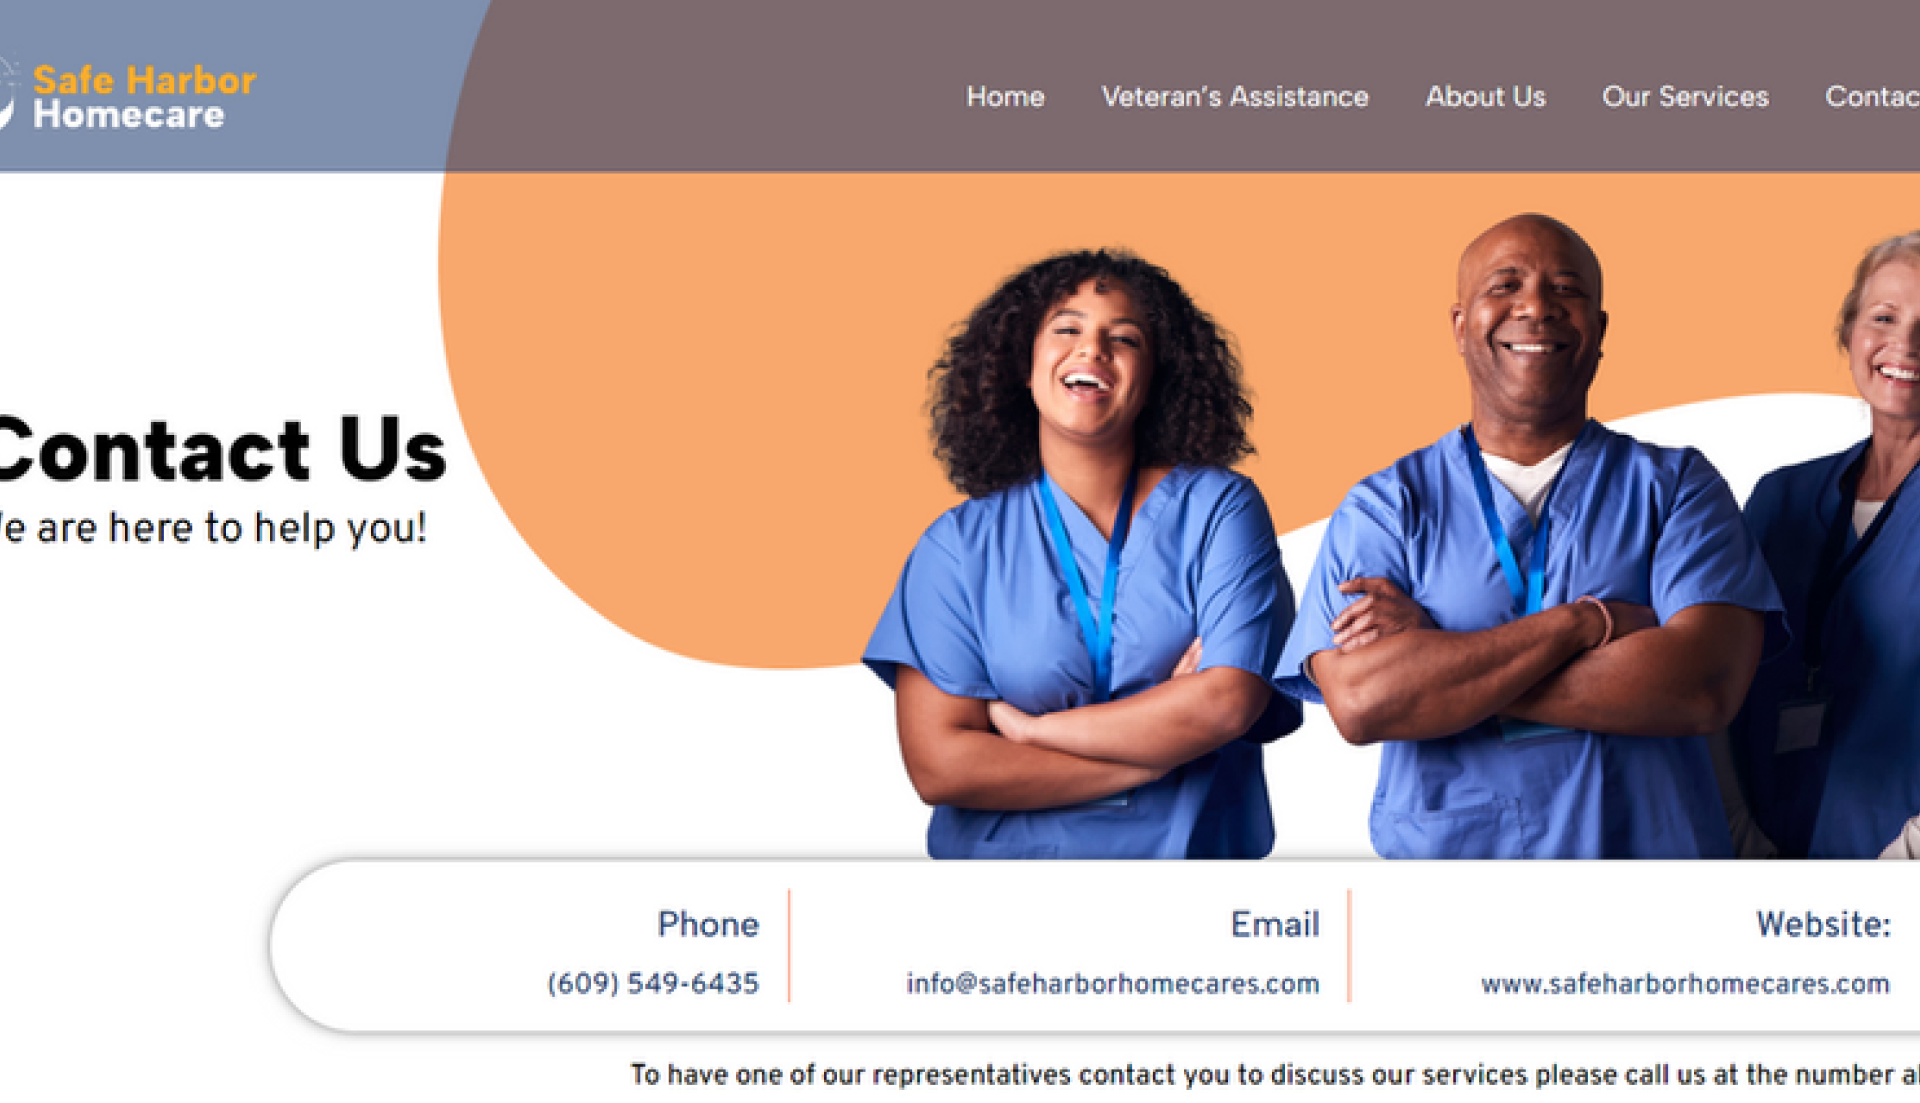 Safe Harbor
Homecare
Home Veteran's Assistance About Us Our Services Contac
Contact Us
We are here to help you!
Phone
(609) 549-6435
Email
info@safeharborhomecares.com
Website:
www.safeharborhomecares.com
To have one of our representatives contact you to discuss our services please call us at the number a